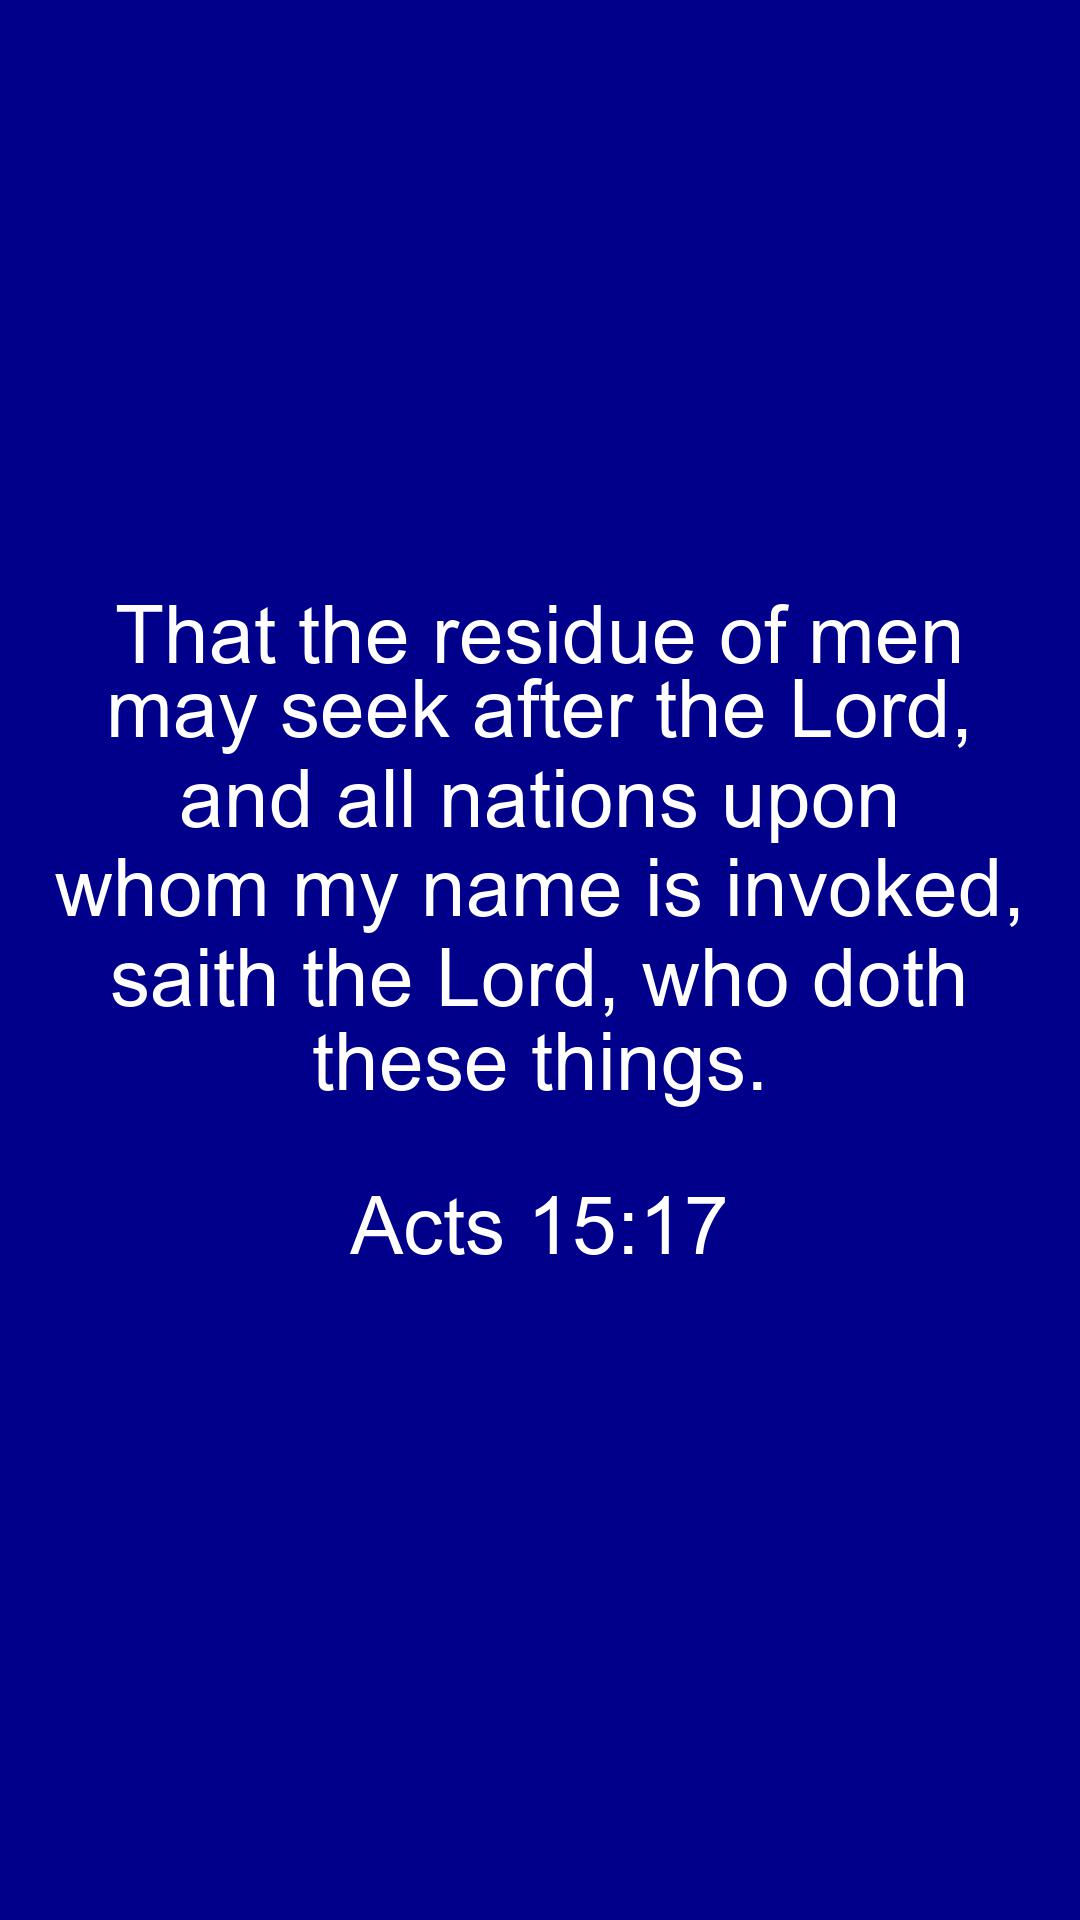 That the residue of men
may seek after the Lord,
and all nations upon
whom my name is invoked,
saith the Lord, who doth
these things.
Acts 15:17